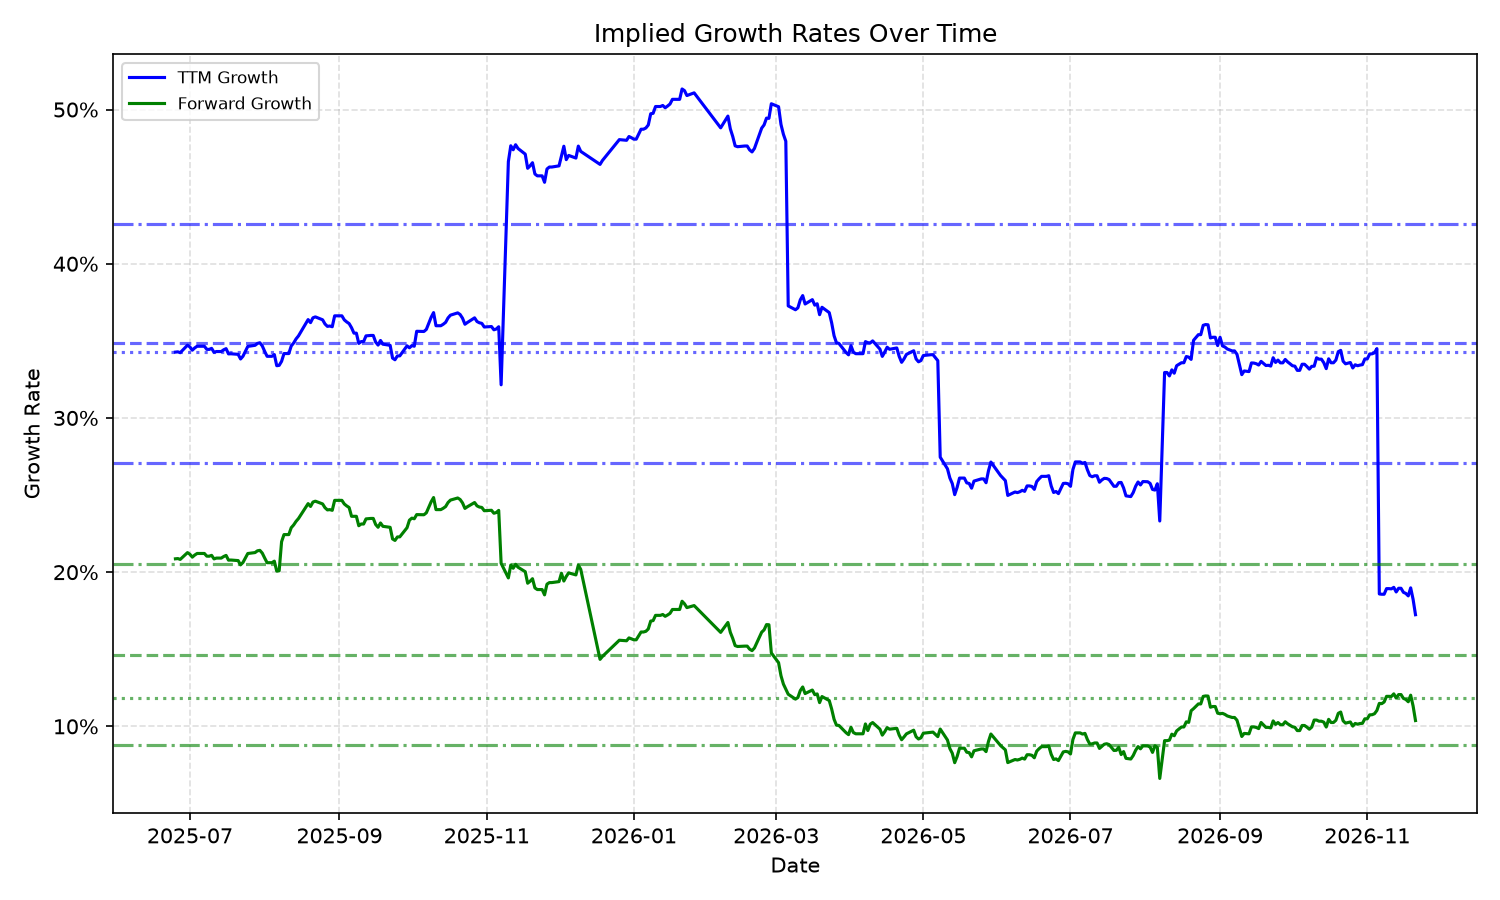 Implied Growth Rates Over Time
TTM Growth
Forward Growth
50%
40%
30%
20%
10%
Growth Rate
2025-07
2025-09
2025-11
2026-01
2026-03
2026-05
2026-07
2026-09
2026-11
Date